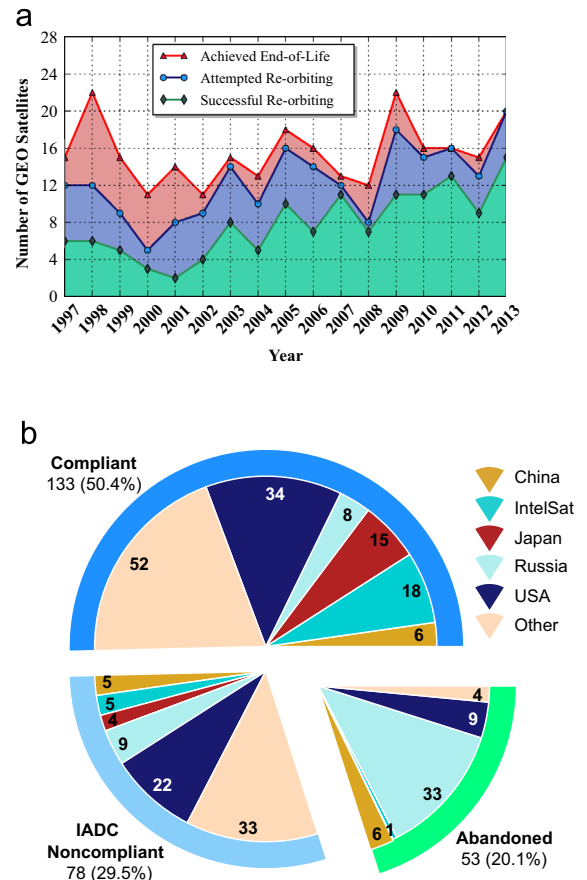 a
28
24
20
16
12
8
4
0
Number of GEO Satellites
Achieved End-of-Life
Attempted Re-orbiting
Successful Re-orbiting
1997
1998
1999
2000
2001
2002
2003
2004
2005
2006
2007
2008
2009
2010
2011
2012
2013
Year
b
Compliant
133 (50.4%)
52
34
8
15
18
6
China
IntelSat
Japan
Russia
USA
Other
5
5
4
9
22
33
IADC
Noncompliant
78 (29.5%)
4
9
33
1
6
Abandoned
53 (20.1%)